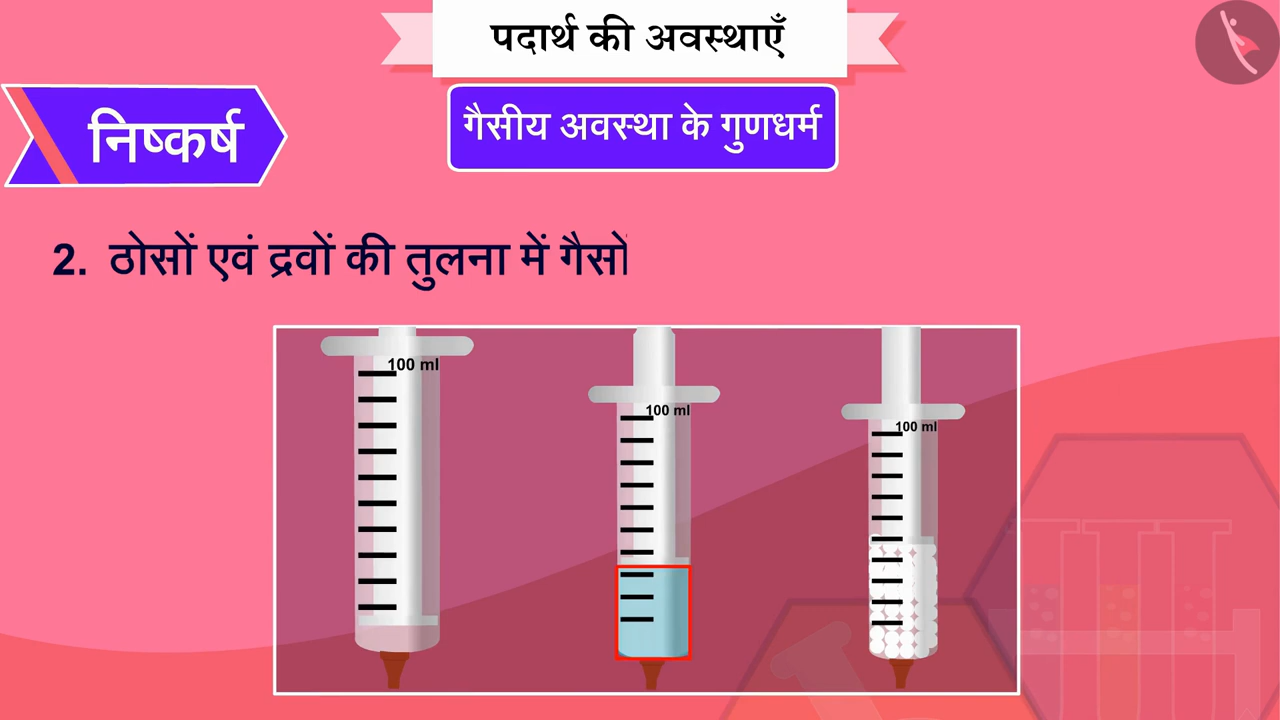 पदार्थ की अवस्थाएँ
गैसीय अवस्था के गुणधर्म
निष्कर्ष
2. ठोसों एवं द्रवों की तुलना में गैसो
100 ml
100 ml
100 ml